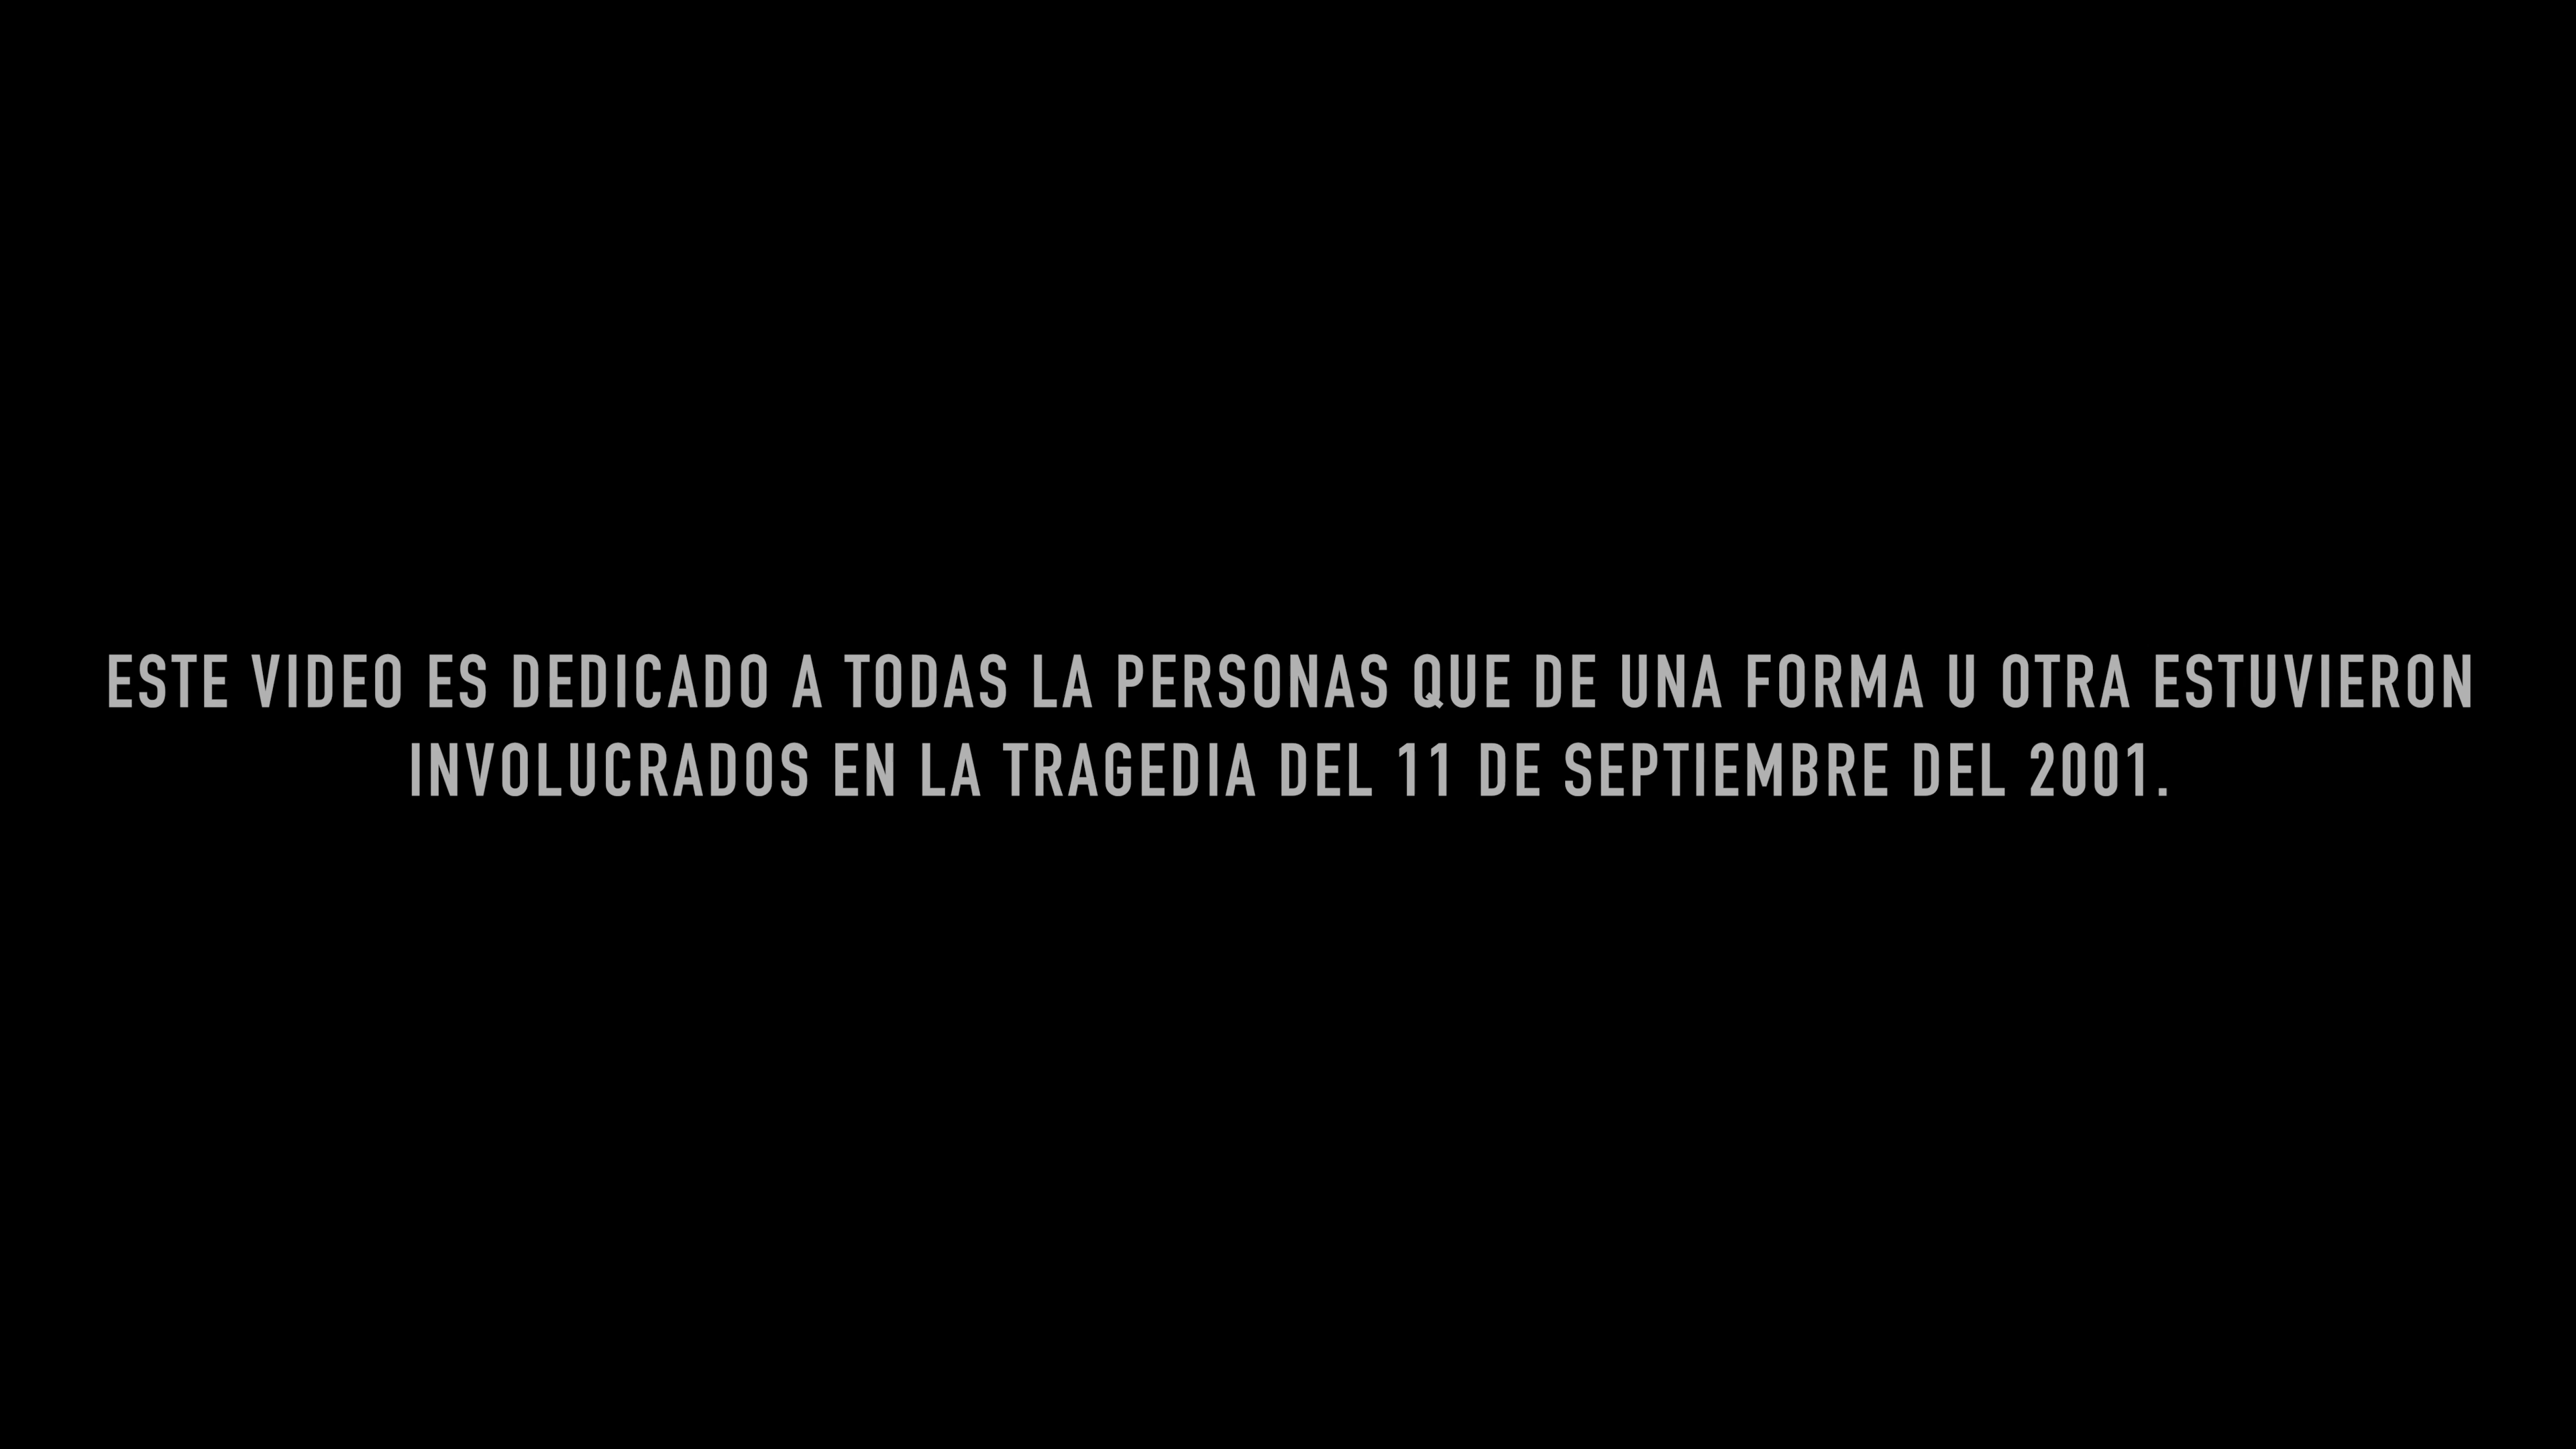 ESTE VIDEO ES DEDICADO A TODAS LA PERSONAS QUE DE UNA FORMA U OTRA ESTUVIERON
INVOLUCRADOS EN LA TRAGEDIA DEL 11 DE SEPTIEMBRE DEL 2001.